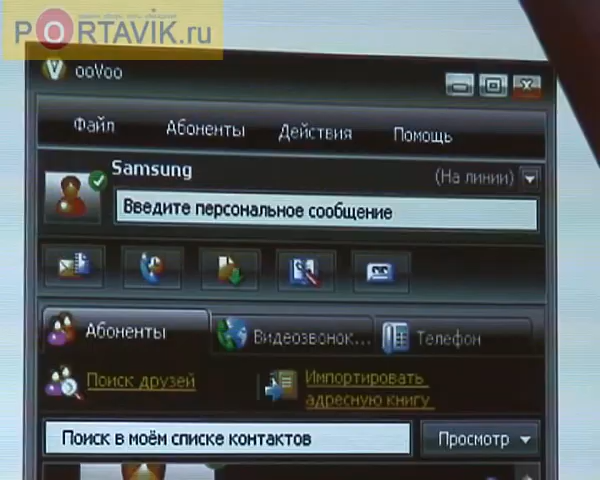 PORTAVIK.ru
ooVoo
Файл Абоненты Действия Помощь
Samsung (На линии)
Введите персональное сообщение
Абоненты Видеозвонок... Телефон
Поиск друзей Импортировать
адресную книгу
Поиск в моём списке контактов Просмотр